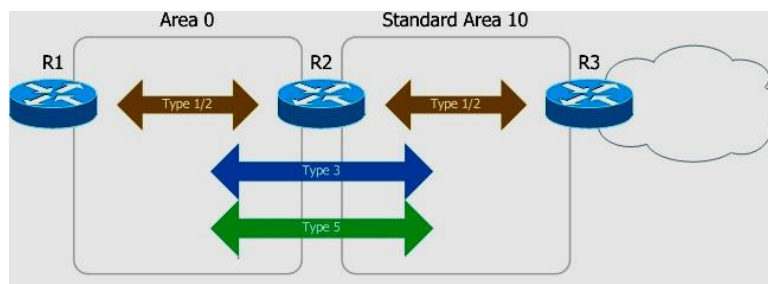 Area 0
Standard Area 10
R1
R2
R3
Type 1/2
Type 1/2
Type 3
Type 5